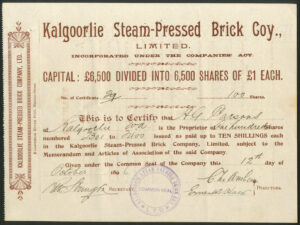 Kalgoorlie Steam-Pressed Brick Coy.,
LIMITED.
INCORPORATED UNDER THE COMPANIES' ACT
CAPITAL: £6,500 DIVIDED INTO 6,500 SHARES OF £1 EACH.
No. of Certificate 100 Shares.
This is to Certify that Parsons
of Kalgoorlie is the Proprietor of hundred Shares
numbered to issued as paid up to TEN SHILLINGS each
in the Kalgoorlie Steam-Pressed Brick Company, Limited, subject to the
Memorandum and Articles of Association of the said Company.
Given under the Common Seal of the Company this 12th day of
October
SECRETARY.
DIRECTORS.
KALGOORLIE STEAM-PRESSED BRICK COMPANY, LTD.